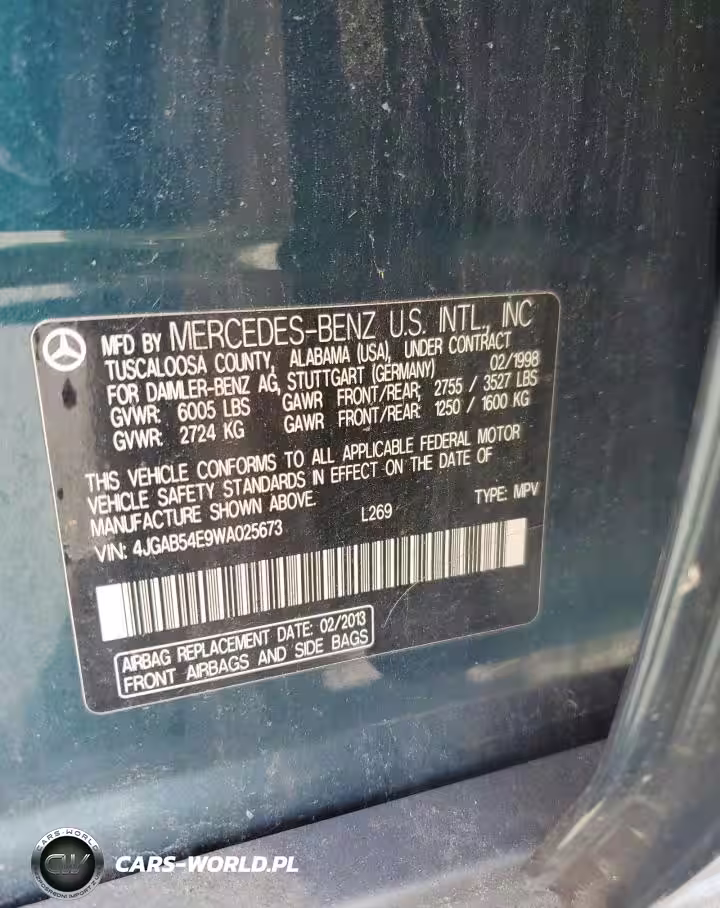 MFD BY MERCEDES-BENZ U.S. INTL., INC
TUSCALOOSA COUNTY, ALABAMA (USA), UNDER CONTRACT
FOR DAIMLER-BENZ AG, STUTTGART (GERMANY) 02/1998
GVWR: 6005 LBS GAWR FRONT/REAR: 2755 / 3527 LBS
GVWR: 2724 KG GAWR FRONT/REAR: 1250 / 1600 KG
THIS VEHICLE CONFORMS TO ALL APPLICABLE FEDERAL MOTOR
VEHICLE SAFETY STANDARDS IN EFFECT ON THE DATE OF
MANUFACTURE SHOWN ABOVE.
VIN: 4JGAB54E9WA025673 L269 TYPE: MPV
AIRBAG REPLACEMENT DATE: 02/2013
FRONT AIRBAGS AND SIDE BAGS
CARS-WORLD
CW
CARS-WORLD.PL